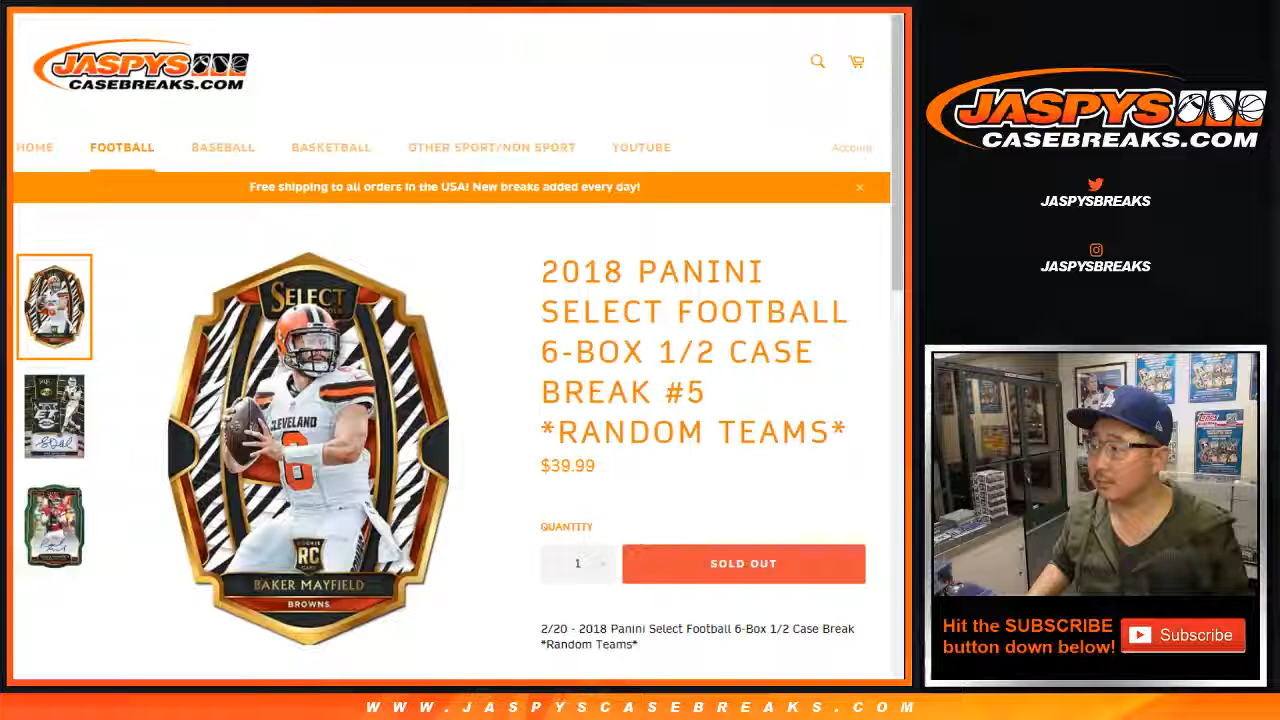 JASPYS
CASEBREAKS.COM
HOME
FOOTBALL
BASEBALL
BASKETBALL
OTHER SPORT/NON SPORT
YOUTUBE
Account
Free shipping to all orders in the USA! New breaks added every day!
×
SELECT
CLEVELAND
6
ROOKIE
RC
BAKER MAYFIELD
BROWNS
2018 PANINI
SELECT FOOTBALL
6-BOX 1/2 CASE
BREAK #5
*RANDOM TEAMS*
$39.99
QUANTITY
1
SOLD OUT
2/20 - 2018 Panini Select Football 6-Box 1/2 Case Break
*Random Teams*
JASPYS
CASEBREAKS.COM
JASPYSBREAKS
JASPYSBREAKS
TOPPS
Hit the SUBSCRIBE
button down below!
Subscribe
WWW.JASPYSCASEBREAKS.COM